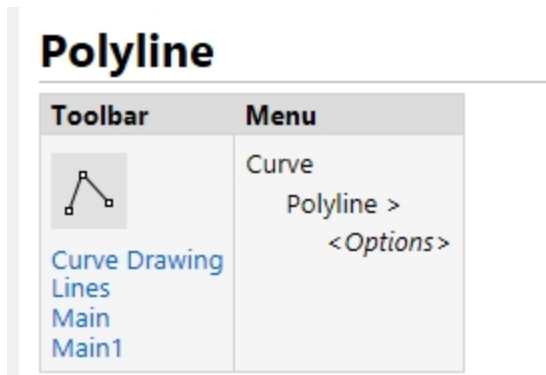 Polyline
Toolbar Menu
Curve
Polyline >
<Options>
Curve Drawing
Lines
Main
Main1